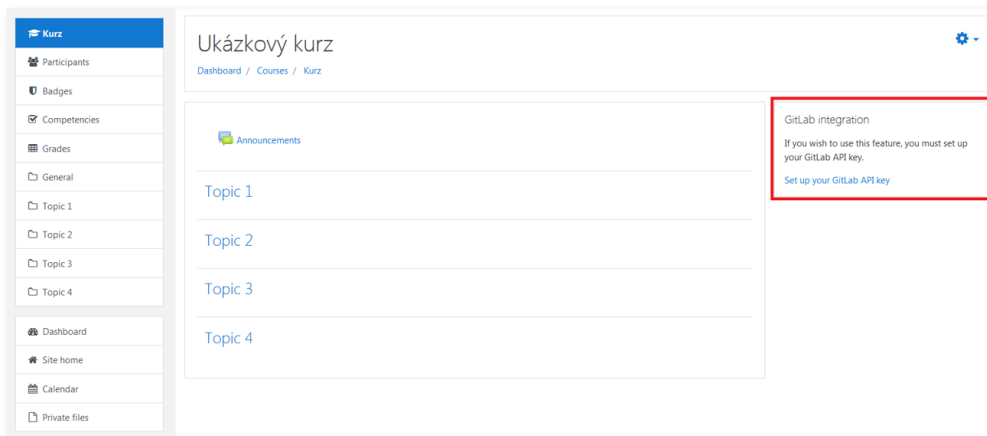 Kurz
Participants
Badges
Competencies
Grades
General
Topic 1
Topic 2
Topic 3
Topic 4
Dashboard
Site home
Calendar
Private files
Ukázkový kurz
Dashboard / Courses / Kurz
Announcements
Topic 1
Topic 2
Topic 3
Topic 4
GitLab integration
If you wish to use this feature, you must set up
your GitLab API key.
Set up your GitLab API key